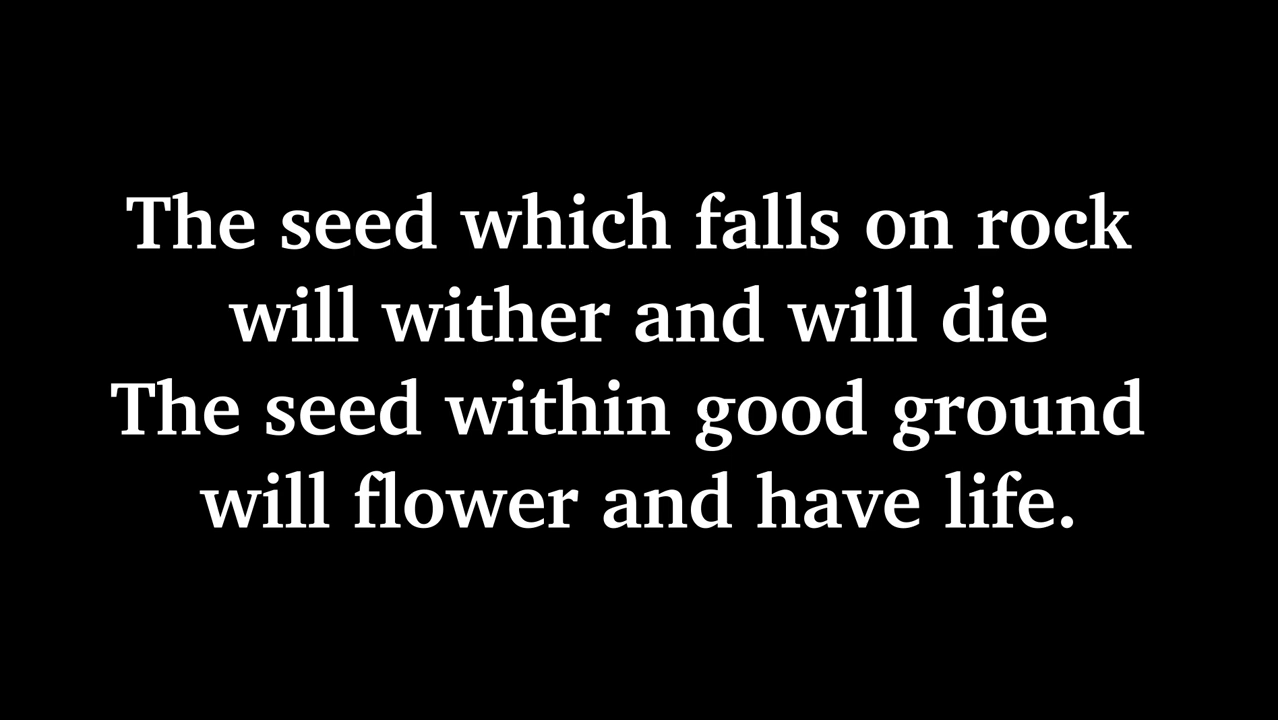 The seed which falls on rock
will wither and will die
The seed within good ground
will flower and have life.